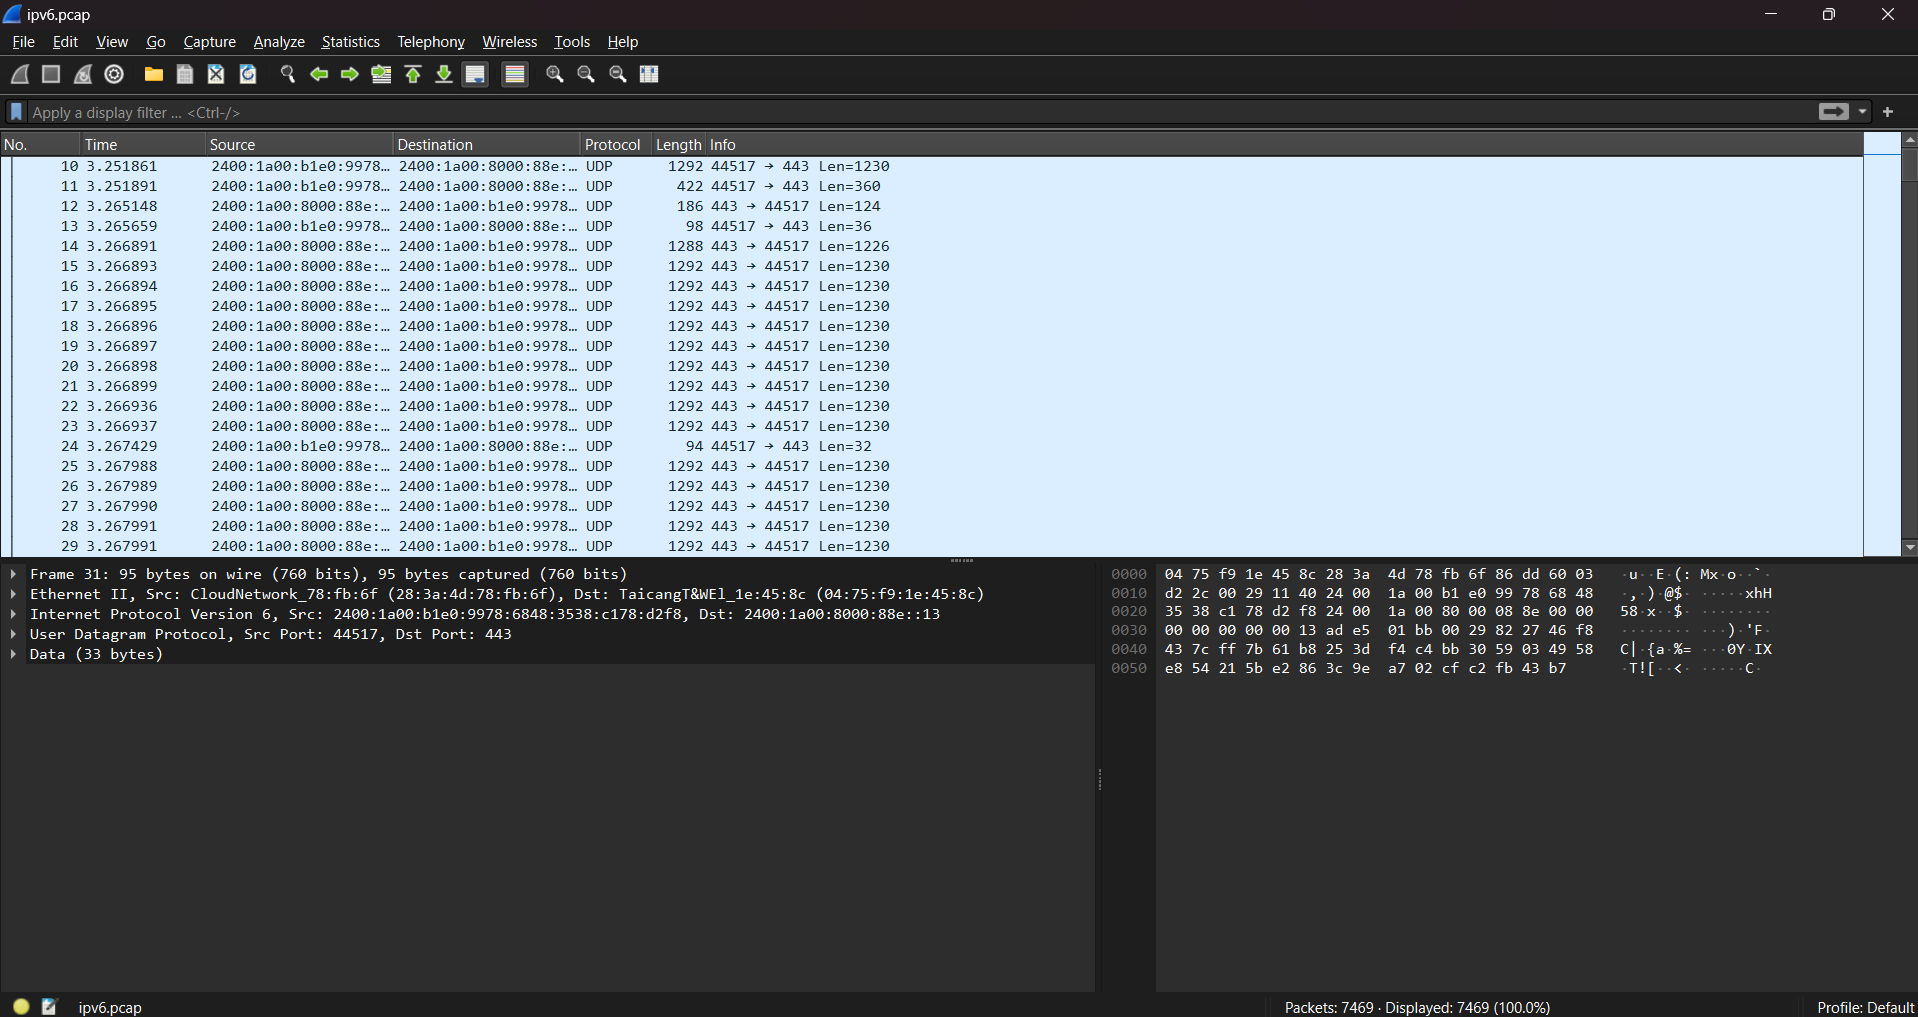 ipv6.pcap
File Edit View Go Capture Analyze Statistics Telephony Wireless Tools Help
Apply a display filter ... <Ctrl-/>
No. Time Source Destination Protocol Length Info
10 3.251861 2400:1a00:b1e0:9978… 2400:1a00:8000:88e:… UDP 1292 44517 → 443 Len=1230
11 3.251891 2400:1a00:b1e0:9978… 2400:1a00:8000:88e:… UDP 422 44517 → 443 Len=360
12 3.265148 2400:1a00:8000:88e:… 2400:1a00:b1e0:9978… UDP 186 443 → 44517 Len=124
13 3.265659 2400:1a00:b1e0:9978… 2400:1a00:8000:88e:… UDP 98 44517 → 443 Len=36
14 3.266891 2400:1a00:8000:88e:… 2400:1a00:b1e0:9978… UDP 1288 443 → 44517 Len=1226
15 3.266893 2400:1a00:8000:88e:… 2400:1a00:b1e0:9978… UDP 1292 443 → 44517 Len=1230
16 3.266894 2400:1a00:8000:88e:… 2400:1a00:b1e0:9978… UDP 1292 443 → 44517 Len=1230
17 3.266895 2400:1a00:8000:88e:… 2400:1a00:b1e0:9978… UDP 1292 443 → 44517 Len=1230
18 3.266896 2400:1a00:8000:88e:… 2400:1a00:b1e0:9978… UDP 1292 443 → 44517 Len=1230
19 3.266897 2400:1a00:8000:88e:… 2400:1a00:b1e0:9978… UDP 1292 443 → 44517 Len=1230
20 3.266898 2400:1a00:8000:88e:… 2400:1a00:b1e0:9978… UDP 1292 443 → 44517 Len=1230
21 3.266899 2400:1a00:8000:88e:… 2400:1a00:b1e0:9978… UDP 1292 443 → 44517 Len=1230
22 3.266936 2400:1a00:8000:88e:… 2400:1a00:b1e0:9978… UDP 1292 443 → 44517 Len=1230
23 3.266937 2400:1a00:8000:88e:… 2400:1a00:b1e0:9978… UDP 1292 443 → 44517 Len=1230
24 3.267429 2400:1a00:b1e0:9978… 2400:1a00:8000:88e:… UDP 94 44517 → 443 Len=32
25 3.267988 2400:1a00:8000:88e:… 2400:1a00:b1e0:9978… UDP 1292 443 → 44517 Len=1230
26 3.267989 2400:1a00:8000:88e:… 2400:1a00:b1e0:9978… UDP 1292 443 → 44517 Len=1230
27 3.267990 2400:1a00:8000:88e:… 2400:1a00:b1e0:9978… UDP 1292 443 → 44517 Len=1230
28 3.267991 2400:1a00:8000:88e:… 2400:1a00:b1e0:9978… UDP 1292 443 → 44517 Len=1230
29 3.267991 2400:1a00:8000:88e:… 2400:1a00:b1e0:9978… UDP 1292 443 → 44517 Len=1230
Frame 31: 95 bytes on wire (760 bits), 95 bytes captured (760 bits)
Ethernet II, Src: CloudNetwork_78:fb:6f (28:3a:4d:78:fb:6f), Dst: TaicangT&WEl_1e:45:8c (04:75:f9:1e:45:8c)
Internet Protocol Version 6, Src: 2400:1a00:b1e0:9978:6848:3538:c178:d2f8, Dst: 2400:1a00:8000:88e::13
User Datagram Protocol, Src Port: 44517, Dst Port: 443
Data (33 bytes)
0000 04 75 f9 1e 45 8c 28 3a 4d 78 fb 6f 86 dd 60 03 ·u··E·(: Mx·o··`·
0010 d2 2c 00 29 11 40 24 00 1a 00 b1 e0 99 78 68 48 ·,·)·@$· ·····xhH
0020 35 38 c1 78 d2 f8 24 00 1a 00 80 00 08 8e 00 00 58·x··$· ········
0030 00 00 00 00 00 13 ad e5 01 bb 00 29 82 27 46 f8 ········ ···)·'F·
0040 43 7c ff 7b 61 b8 25 3d f4 c4 bb 30 59 03 49 58 C|·{a·%= ···0Y·IX
0050 e8 54 21 5b e2 86 3c 9e a7 02 cf c2 fb 43 b7 ·T![··<· ·····C·
ipv6.pcap Packets: 7469 · Displayed: 7469 (100.0%) Profile: Default